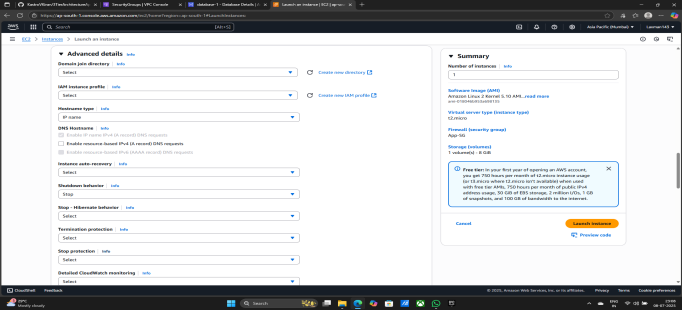 SecurityGroups | VPC Console
database-1 - Database Details |
Launch an instance | EC2 | ap-sout
https://ap-south-1.console.aws.amazon.com/ec2/home?region=ap-south-1#LaunchInstances:
aws
Search
[Alt+S]
Asia Pacific (Mumbai)
EC2
Instances
Launch an instance
Advanced details Info
Domain join directory Info
Select
Create new directory
IAM instance profile Info
Select
Create new IAM profile
Hostname type Info
IP name
DNS Hostname Info
Enable IP name IPv4 (A record) DNS requests
Enable resource-based IPv4 (A record) DNS requests
Enable resource-based IPv6 (AAAA record) DNS requests
Instance auto-recovery Info
Select
Shutdown behavior Info
Stop
Stop - Hibernate behavior Info
Select
Termination protection Info
Select
Stop protection Info
Select
Detailed CloudWatch monitoring Info
Select
Summary
Number of instances Info
1
Software Image (AMI)
Amazon Linux 2 Kernel 5.10 AMI...read more
Virtual server type (instance type)
t2.micro
Firewall (security group)
App-SG
Storage (volumes)
1 volume(s) - 8 GiB
Free tier: In your first year of opening an AWS account,
you get 750 hours per month of t2.micro instance usage
(or t3.micro where t2.micro isn't available) when used
with free tier AMIs, 750 hours per month of public IPv4
address usage, 30 GiB of EBS storage, 2 million I/Os, 1 GB
of snapshots, and 100 GB of bandwidth to the internet.
Cancel
Launch instance
Preview code
CloudShell
Feedback
© 2025, Amazon Web Services, Inc. or its affiliates.
Privacy
Terms
Cookie preferences
Mostly cloudy
Search
ENG
IN